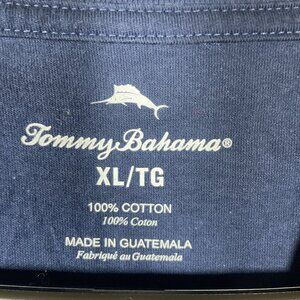 Tommy Bahama®
XL/TG
100% COTTON
100% Coton
MADE IN GUATEMALA
Fabriqué au Guatemala